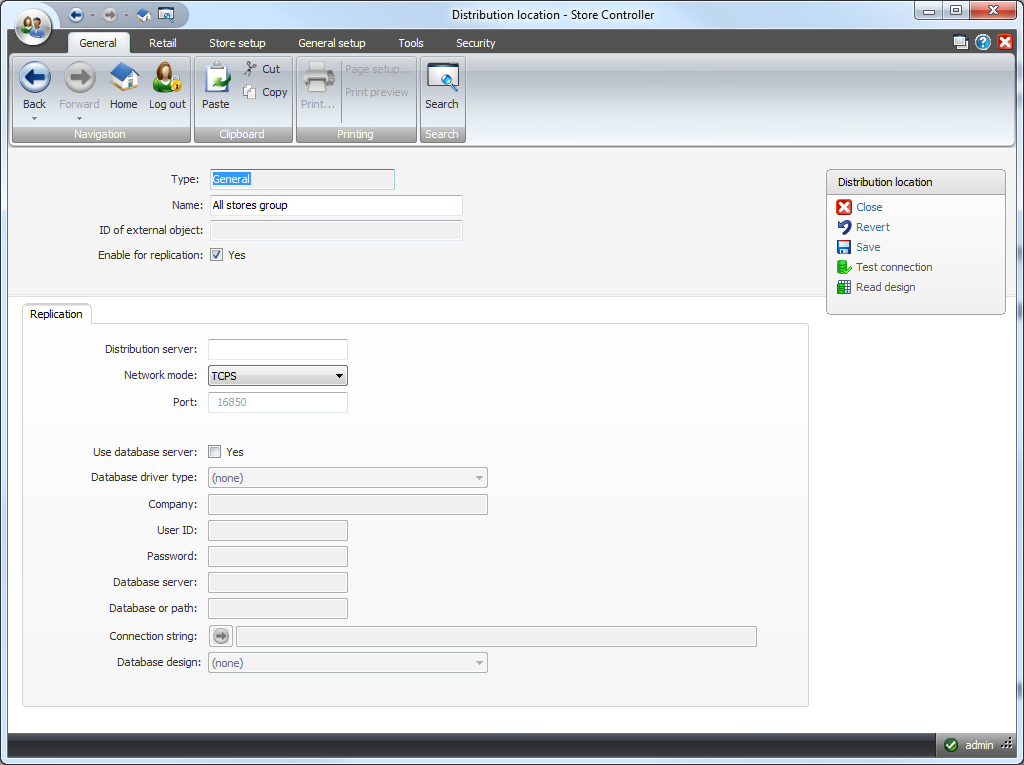 Distribution location - Store Controller
General Retail Store setup General setup Tools Security
Back Forward Home Log out Paste Cut Copy Print... Page setup... Print preview Search
Navigation Clipboard Printing Search
Type: General
Name: All stores group
ID of external object:
Enable for replication: Yes
Distribution location
Close
Revert
Save
Test connection
Read design
Replication
Distribution server:
Network mode: TCPS
Port: 16850
Use database server: Yes
Database driver type: (none)
Company:
User ID:
Password:
Database server:
Database or path:
Connection string:
Database design: (none)
admin